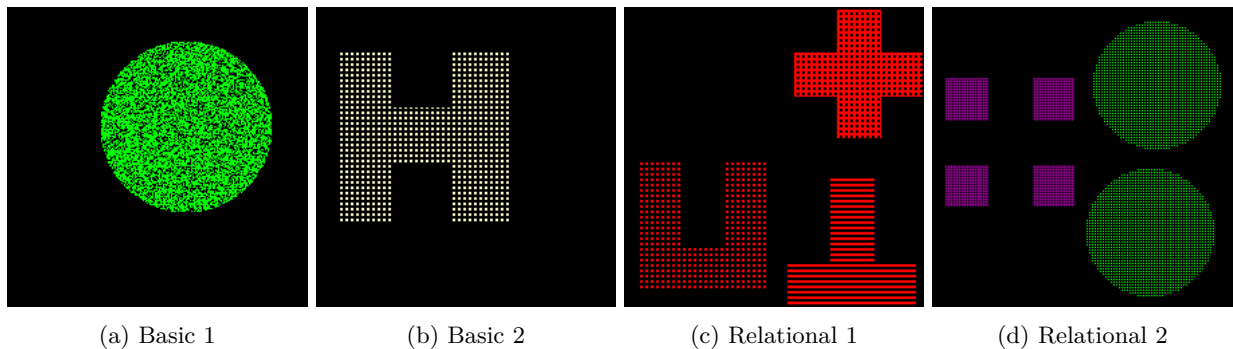 (a) Basic 1
(b) Basic 2
(c) Relational 1
(d) Relational 2